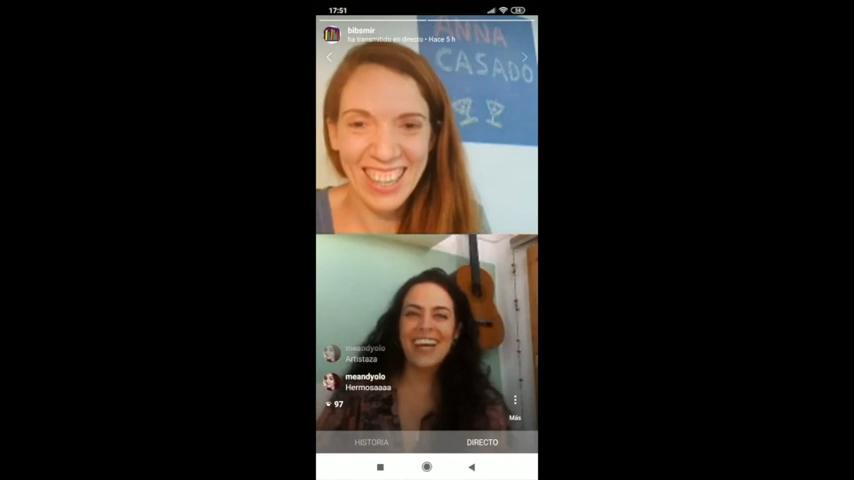 17:51
bibsmir
ha transmitido en directo • Hace 5 h
ANNA
CASADO
meandyolo
Artistaza
meandyolo
Hermosaaaa
97
Más
HISTORIA
DIRECTO